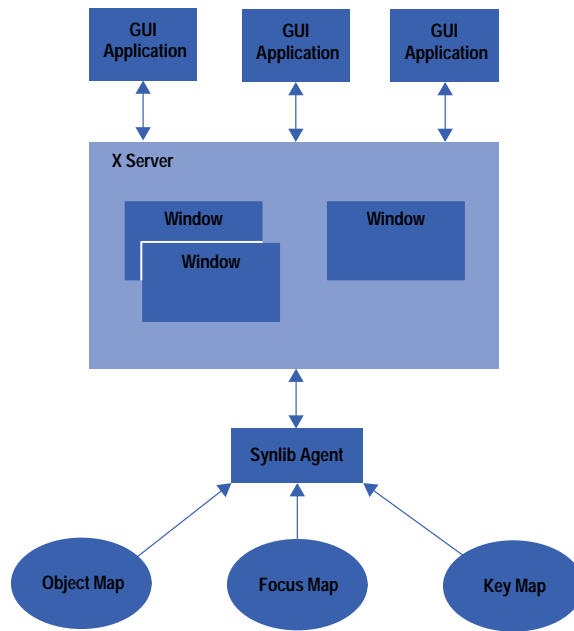 GUI
Application
GUI
Application
GUI
Application
X Server
Window
Window
Window
Synlib Agent
Object Map
Focus Map
Key Map